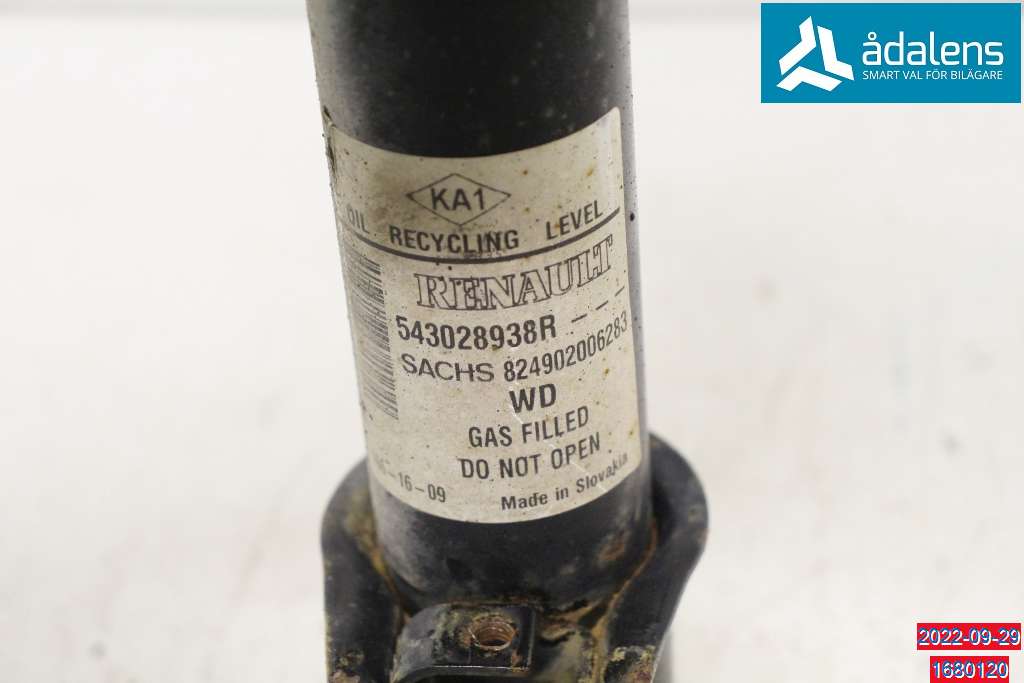 ådalens
SMART VAL FÖR BILÄGARE
KA1
OIL RECYCLING LEVEL
RENAULT
543028938R ---
SACHS 824902006283
WD
GAS FILLED
DO NOT OPEN
-16-09
Made in Slovakia
2022-09-29
1680120